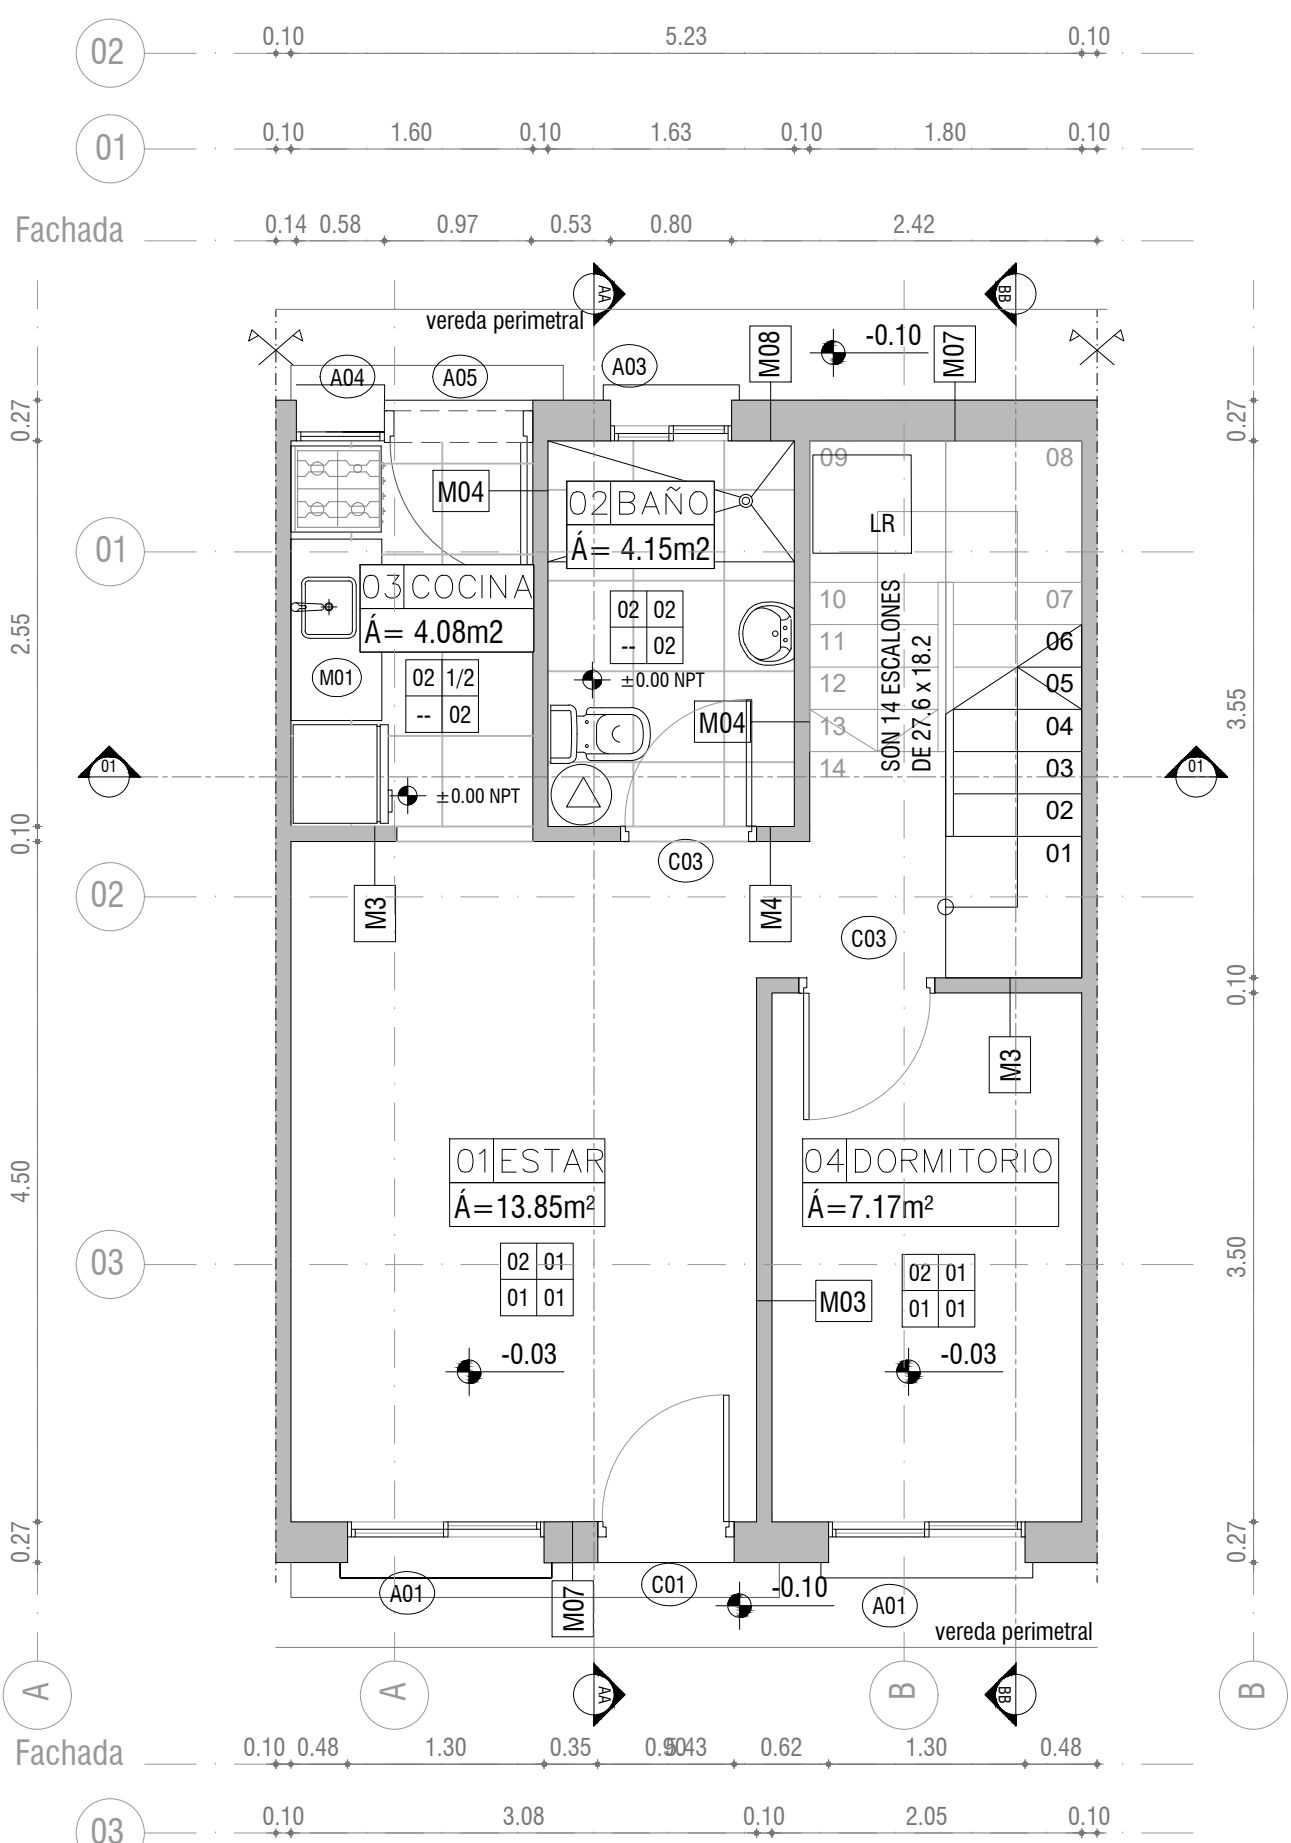 02
0.10 5.23 0.10
01
0.10 1.60 0.10 1.63 0.10 1.80 0.10
Fachada
0.14 0.58 0.97 0.53 0.80 2.42
AA
BB
vereda perimetral
-0.10
M08
M07
A04
A05
A03
0.27
0.27
09
08
M04
02 BAÑO
Á= 4.15m2
LR
01
03 COCINA
Á= 4.08m2
02 02
-- 02
±0.00 NPT
10
07
11
06
12
05
13
04
14
03
02
01
SON 14 ESCALONES
DE 27.6 x 18.2
2.55
3.55
M01
02 1/2
-- 02
M04
01
01
±0.00 NPT
0.10
C03
02
M3
M4
C03
0.10
M3
01 ESTAR
Á=13.85m²
04 DORMITORIO
Á=7.17m²
4.50
3.50
03
02 01
01 01
02 01
01 01
M03
-0.03
-0.03
0.27
0.27
A01
M07
C01
-0.10
A01
vereda perimetral
A
A
AA
B
BB
B
Fachada
0.10 0.48 1.30 0.35 0.90 0.43 0.62 1.30 0.48
03
0.10 3.08 0.10 2.05 0.10